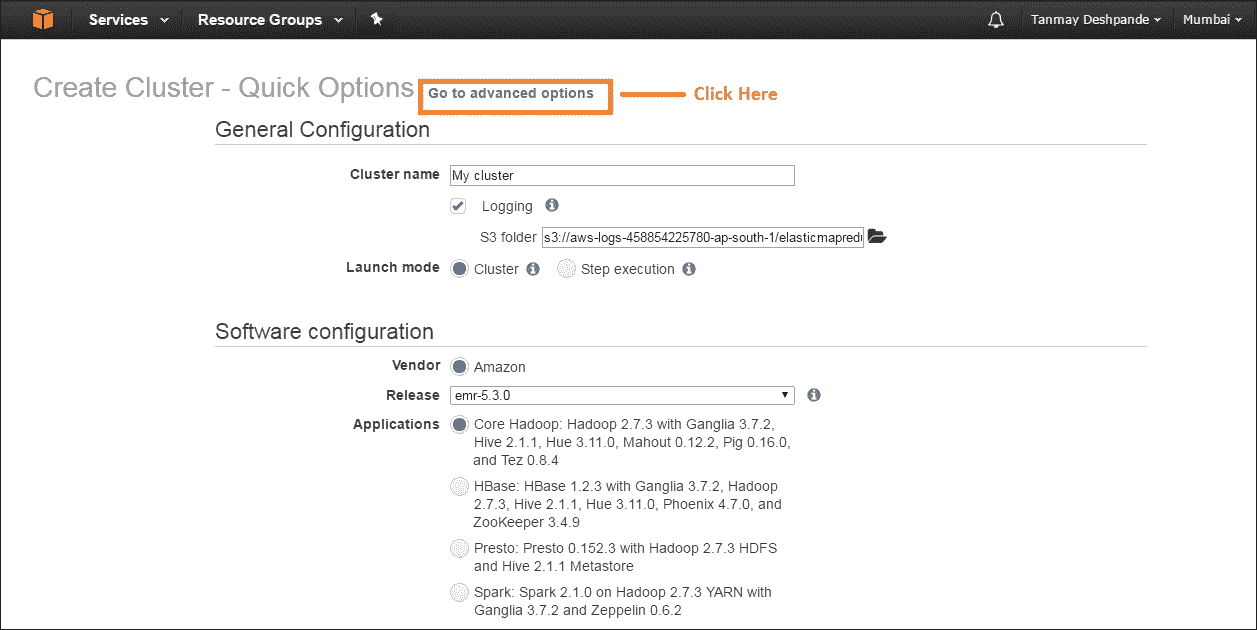 Services Resource Groups Tanmay Deshpande Mumbai
Create Cluster - Quick Options Go to advanced options Click Here
General Configuration
Cluster name My cluster
Logging
S3 folder s3://aws-logs-458854225780-ap-south-1/elasticmapredu
Launch mode Cluster Step execution
Software configuration
Vendor Amazon
Release emr-5.3.0
Applications Core Hadoop: Hadoop 2.7.3 with Ganglia 3.7.2,
Hive 2.1.1, Hue 3.11.0, Mahout 0.12.2, Pig 0.16.0,
and Tez 0.8.4
HBase: HBase 1.2.3 with Ganglia 3.7.2, Hadoop
2.7.3, Hive 2.1.1, Hue 3.11.0, Phoenix 4.7.0, and
ZooKeeper 3.4.9
Presto: Presto 0.152.3 with Hadoop 2.7.3 HDFS
and Hive 2.1.1 Metastore
Spark: Spark 2.1.0 on Hadoop 2.7.3 YARN with
Ganglia 3.7.2 and Zeppelin 0.6.2